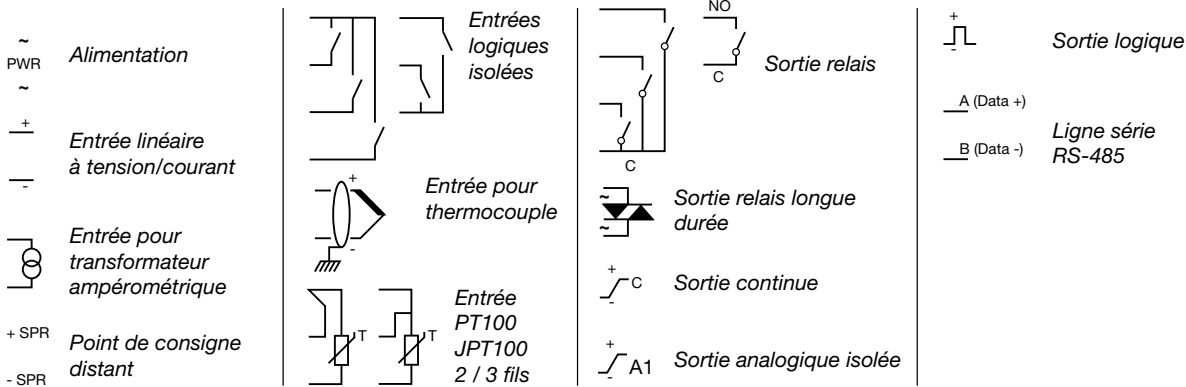 ~
PWR
~
Alimentation
+
-
Entrée linéaire
à tension/courant
Entrée pour
transformateur
ampérométrique
+ SPR
- SPR
Point de consigne
distant
Entrées
logiques
isolées
+
-
Entrée pour
thermocouple
T
T
Entrée
PT100
JPT100
2 / 3 fils
C
NO
C
Sortie relais
~
~
Sortie relais longue
durée
+
-
C
Sortie continue
+
-
A1
Sortie analogique isolée
+
-
Sortie logique
A (Data +)
B (Data -)
Ligne série
RS-485